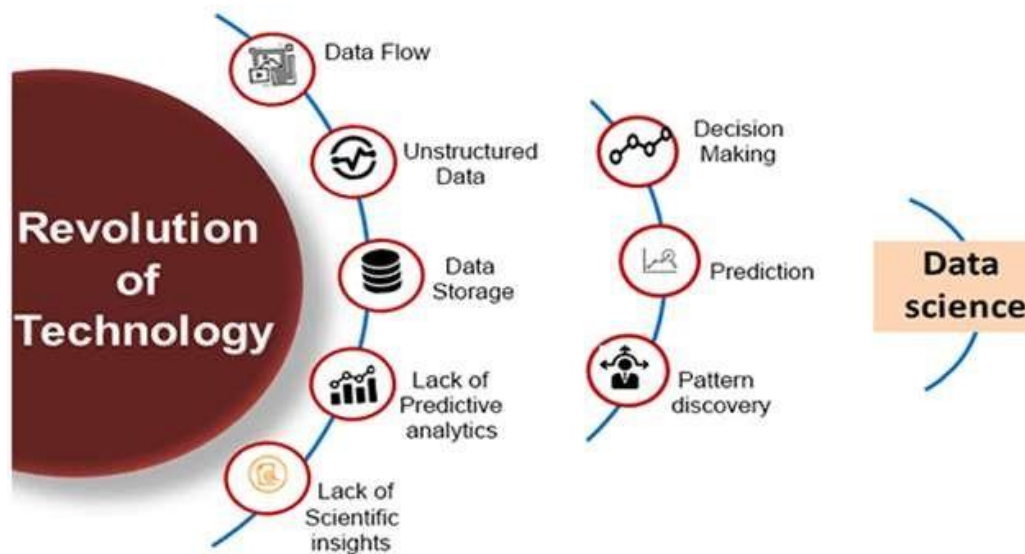 Revolution
of
Technology
Data Flow
Unstructured
Data
Data
Storage
Lack of
Predictive
analytics
Lack of
Scientific
insights
Decision
Making
Prediction
Pattern
discovery
Data
science